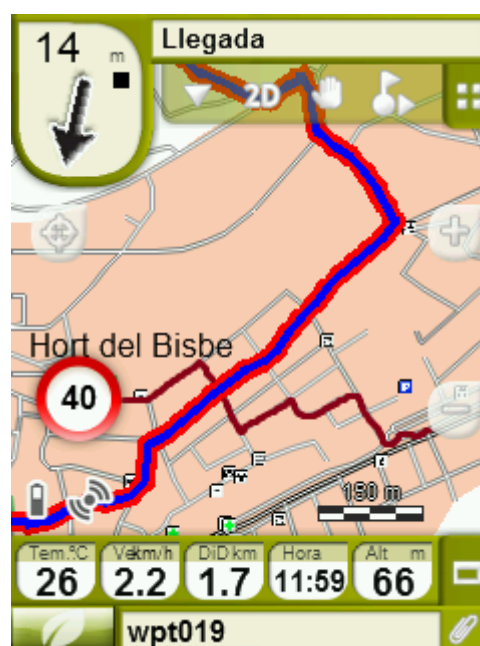 14 m
Llegada
2D
Hort del Bisbe
40
150 m
Tem.ºC
26
Vekm/h
2.2
DiD km
1.7
Hora
11:59
Alt m
66
wpt019